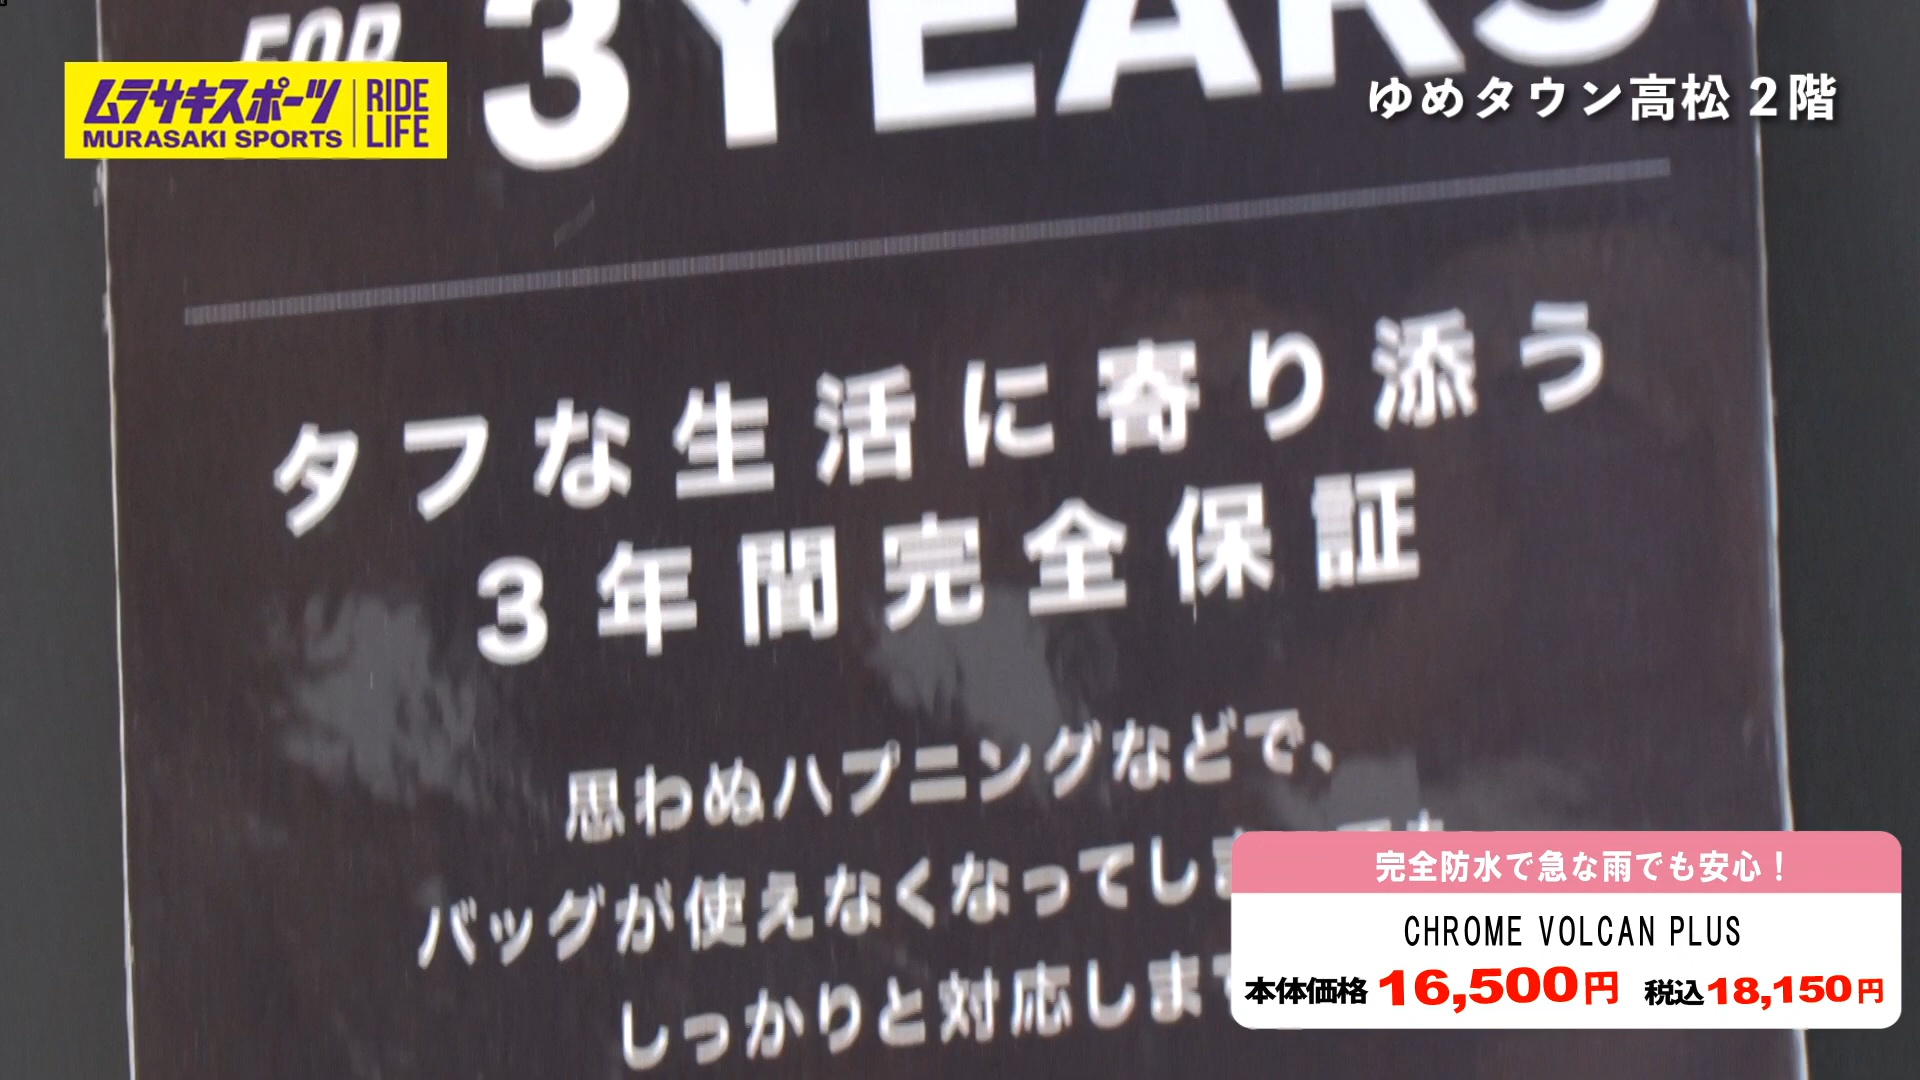 FOR
3 YEARS
ムラサキスポーツ
MURASAKI SPORTS
RIDE
LIFE
ゆめタウン高松 2階
タフな生活に寄り添う
3年間完全保証
思わぬハプニングなどで、
バッグが使えなくなってし
しっかりと対応しま
完全防水で急な雨でも安心！
CHROME VOLCAN PLUS
本体価格 16,500円 税込18,150円